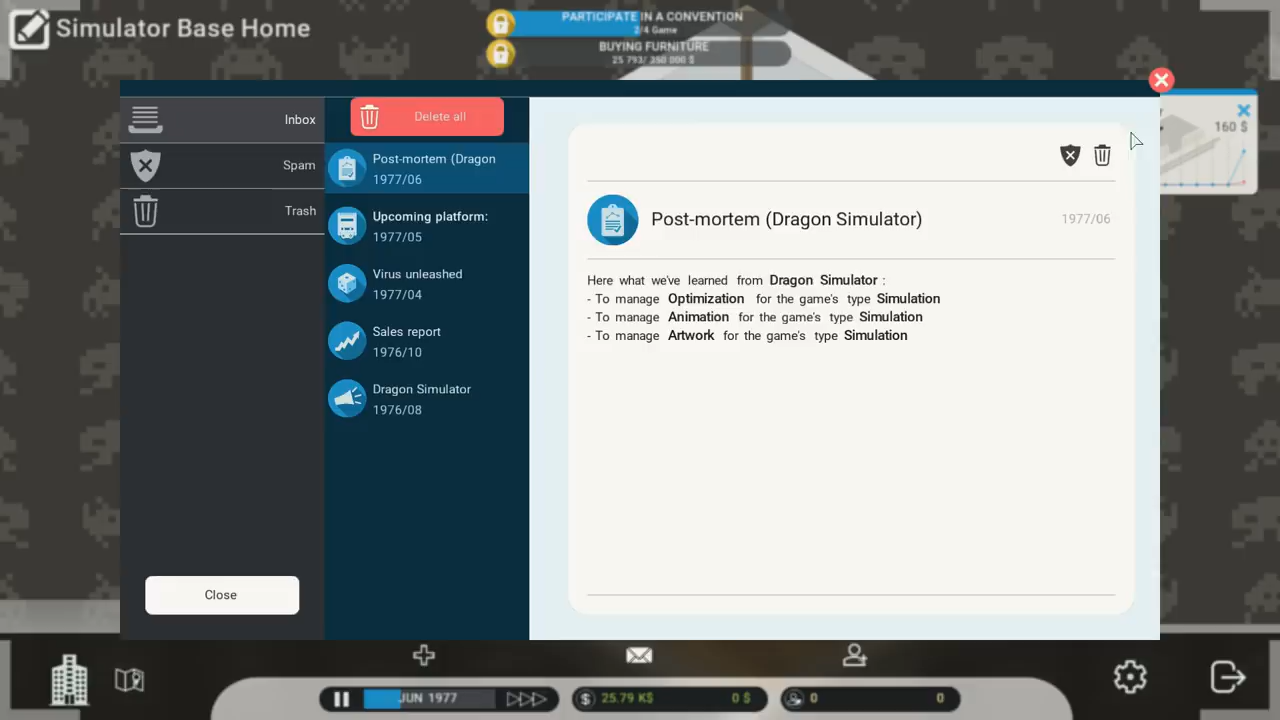 Simulator Base Home
PARTICIPATE IN A CONVENTION
2/4 Game
BUYING FURNITURE
25 793/ 350 000 $
160 $
Inbox
Spam
Trash
Close
Delete all
Post-mortem (Dragon
1977/06
Upcoming platform:
1977/05
Virus unleashed
1977/04
Sales report
1976/10
Dragon Simulator
1976/08
Post-mortem (Dragon Simulator)
1977/06
Here what we've learned from Dragon Simulator :
- To manage Optimization for the game's type Simulation
- To manage Animation for the game's type Simulation
- To manage Artwork for the game's type Simulation
JUN 1977
$ 25.79 K$ 0 $
0 0